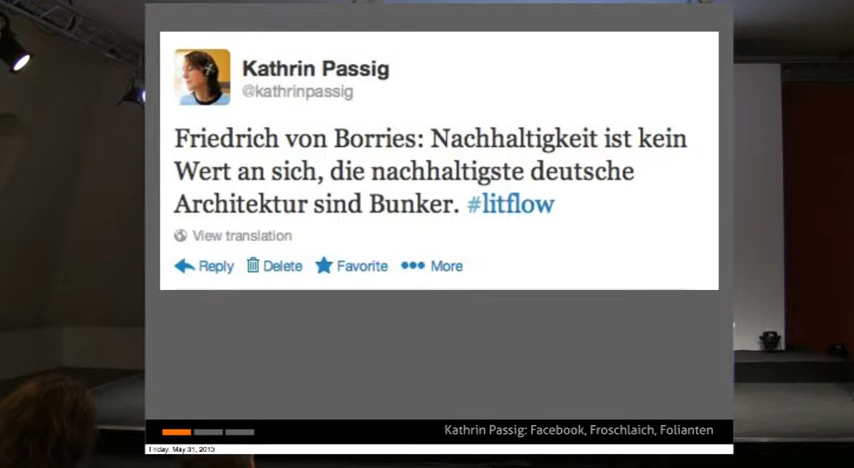 Kathrin Passig
@kathrinpassig
Friedrich von Borries: Nachhaltigkeit ist kein
Wert an sich, die nachhaltigste deutsche
Architektur sind Bunker. #litflow
View translation
Reply Delete Favorite More
Kathrin Passig: Facebook, Froschlaich, Folianten
Friday, May 31, 2013